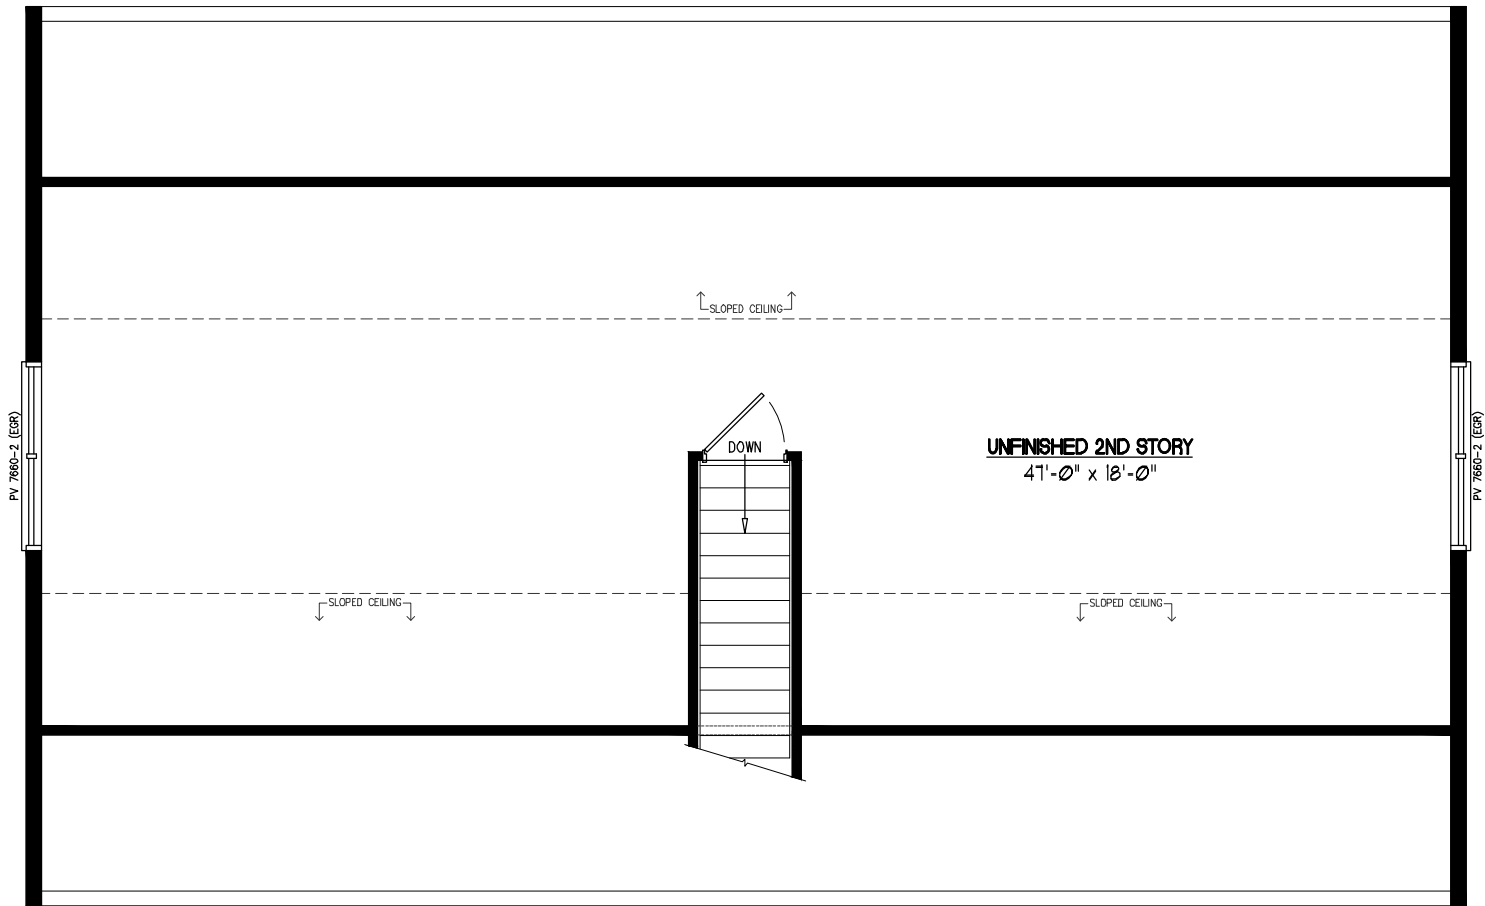 SLOPED CEILING
PV 7660-2 (EGR)
DOWN
UNFINISHED 2ND STORY
47'-0" x 18'-0"
PV 7660-2 (EGR)
SLOPED CEILING
SLOPED CEILING